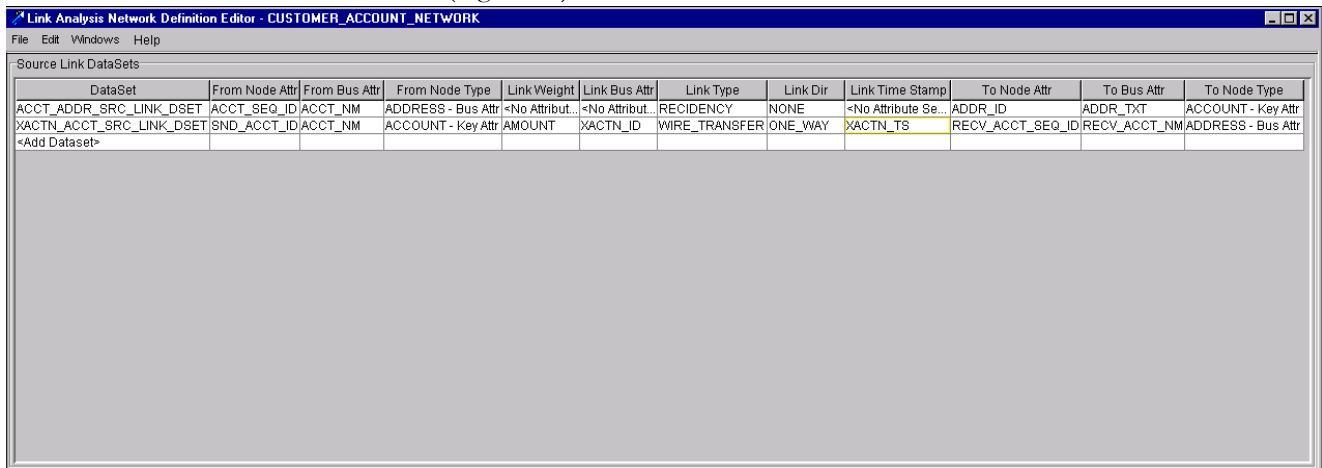 Link Analysis Network Definition Editor - CUSTOMER_ACCOUNT_NETWORK
File Edit Windows Help
Source Link DataSets
DataSet From Node Attr From Bus Attr From Node Type Link Weight Link Bus Attr Link Type Link Dir Link Time Stamp To Node Attr To Bus Attr To Node Type
ACCT_ADDR_SRC_LINK_DSET ACCT_SEQ_ID ACCT_NM ADDRESS - Bus Attr <No Attribut... <No Attribut... RECIDENCY NONE <No Attribute Se... ADDR_ID ADDR_TXT ACCOUNT - Key Attr
XACTN_ACCT_SRC_LINK_DSET SND_ACCT_ID ACCT_NM ACCOUNT - Key Attr AMOUNT XACTN_ID WIRE_TRANSFER ONE_WAY XACTN_TS RECV_ACCT_SEQ_ID RECV_ACCT_NM ADDRESS - Bus Attr
<Add Dataset>